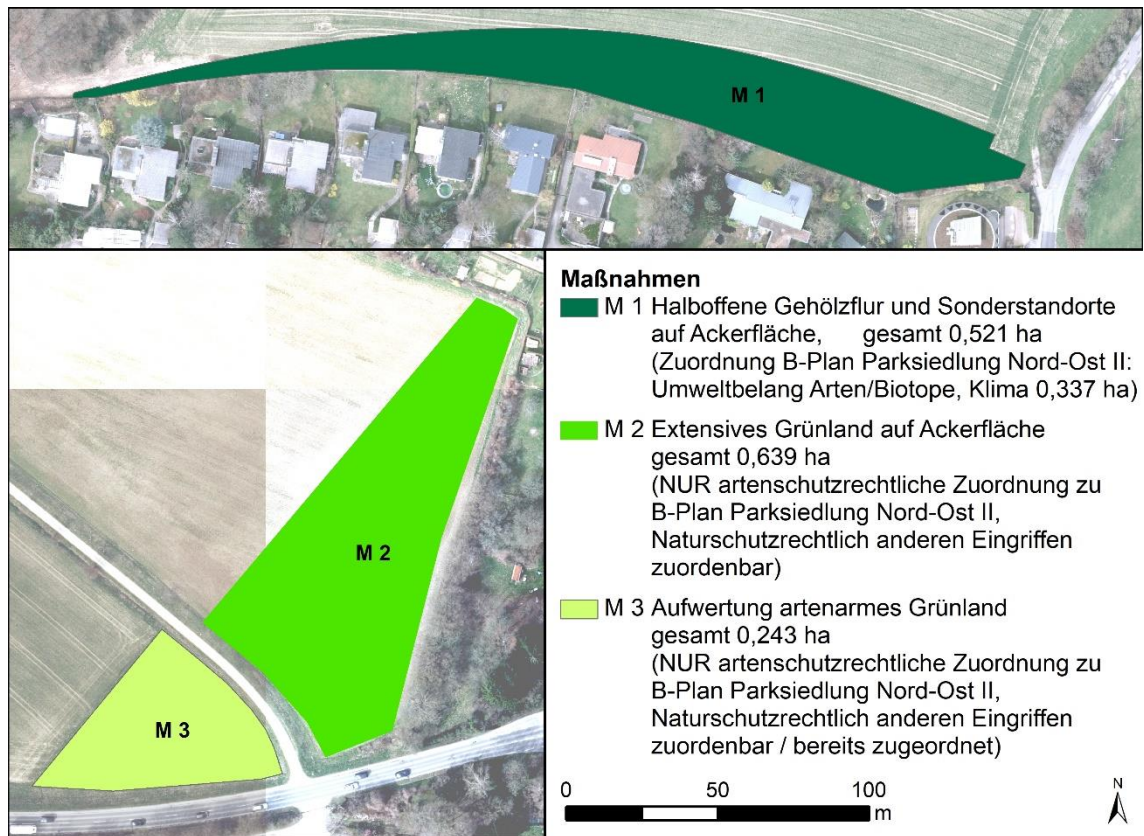 M 1
M 2
M 3
Maßnahmen
M 1 Halboffene Gehölzflur und Sonderstandorte
auf Ackerfläche, gesamt 0,521 ha
(Zuordnung B-Plan Parksiedlung Nord-Ost II:
Umweltbelang Arten/Biotope, Klima 0,337 ha)
M 2 Extensives Grünland auf Ackerfläche
gesamt 0,639 ha
(NUR artenschutzrechtliche Zuordnung zu
B-Plan Parksiedlung Nord-Ost II,
Naturschutzrechtlich anderen Eingriffen
zuordenbar)
M 3 Aufwertung artenarmes Grünland
gesamt 0,243 ha
(NUR artenschutzrechtliche Zuordnung zu
B-Plan Parksiedlung Nord-Ost II,
Naturschutzrechtlich anderen Eingriffen
zuordenbar / bereits zugeordnet)
0 50 100
m
N